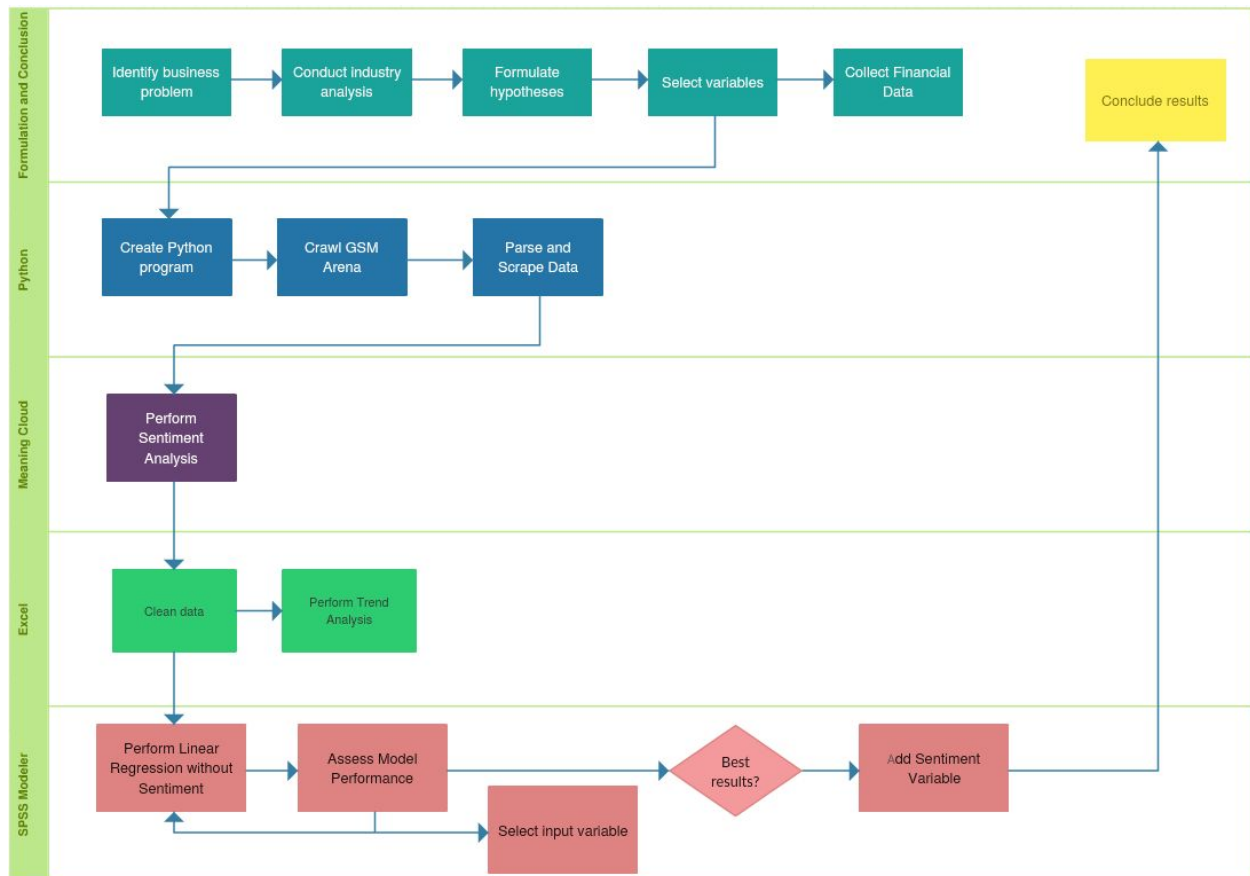 Formulation and Conclusion
Identify business
problem
Conduct industry
analysis
Formulate
hypotheses
Select variables
Collect Financial
Data
Conclude results
Python
Create Python
program
Crawl GSM
Arena
Parse and
Scrape Data
Meaning Cloud
Perform
Sentiment
Analysis
Excel
Clean data
Perform Trend
Analysis
SPSS Modeler
Perform Linear
Regression without
Sentiment
Assess Model
Performance
Best
results?
Add Sentiment
Variable
Select input variable